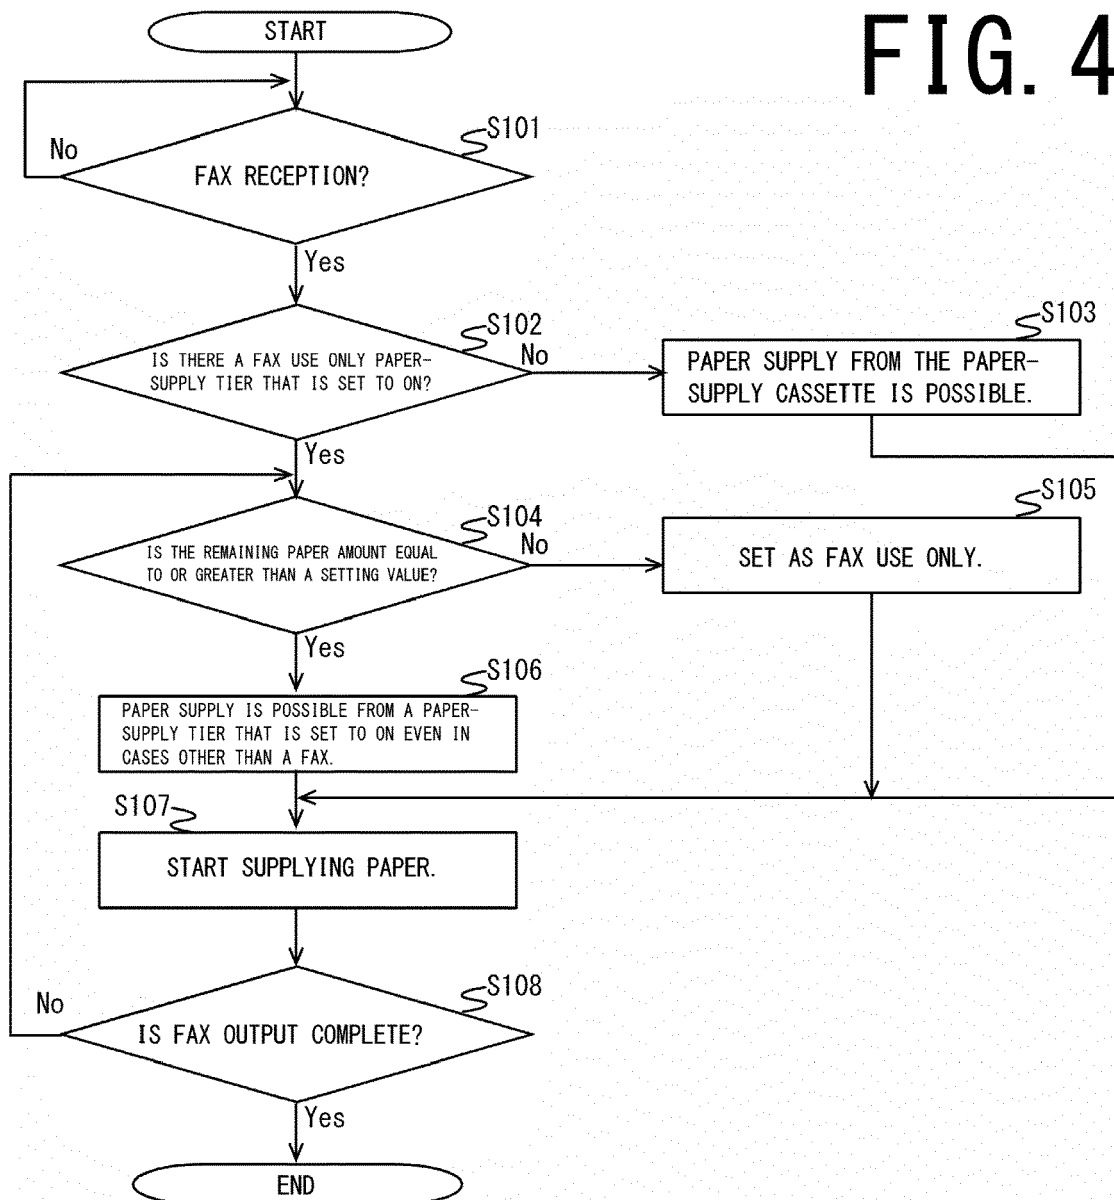 FIG. 4
START
S101
No
FAX RECEPTION?
Yes
S102
IS THERE A FAX USE ONLY PAPER-
SUPPLY TIER THAT IS SET TO ON?
No
S103
PAPER SUPPLY FROM THE PAPER-
SUPPLY CASSETTE IS POSSIBLE.
Yes
S104
IS THE REMAINING PAPER AMOUNT EQUAL
TO OR GREATER THAN A SETTING VALUE?
No
S105
SET AS FAX USE ONLY.
Yes
S106
PAPER SUPPLY IS POSSIBLE FROM A PAPER-
SUPPLY TIER THAT IS SET TO ON EVEN IN
CASES OTHER THAN A FAX.
S107
START SUPPLYING PAPER.
S108
No
IS FAX OUTPUT COMPLETE?
Yes
END